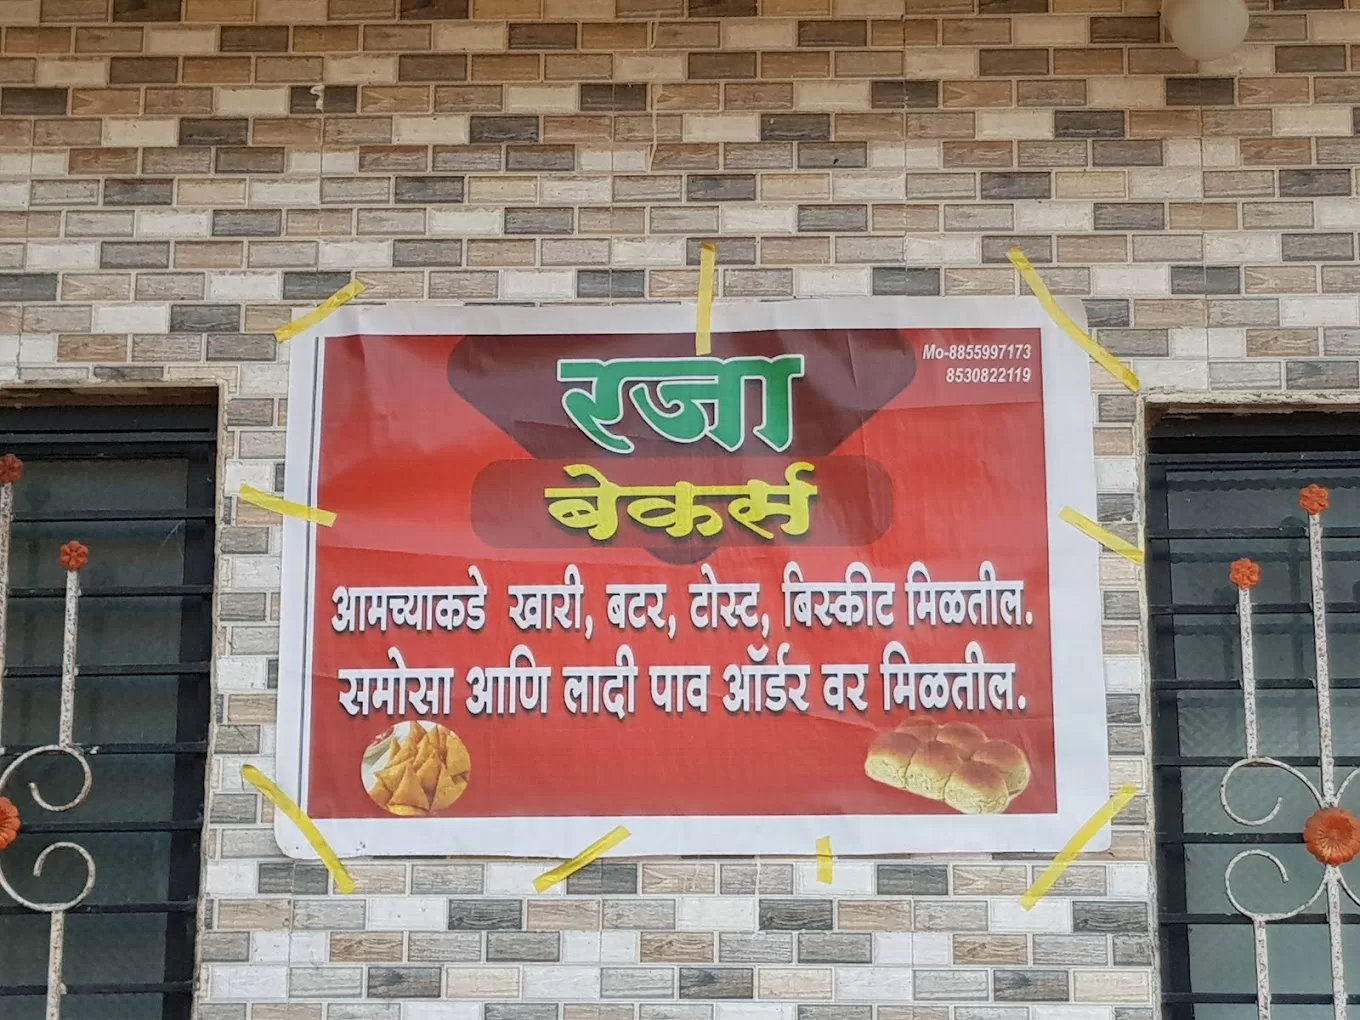 रजा
Mo-8855997173
8530822119
बेकर्स
आमच्याकडे खारी, बटर, टोस्ट, बिस्कीट मिळतील.
समोसा आणि लादी पाव ऑर्डर वर मिळतील.